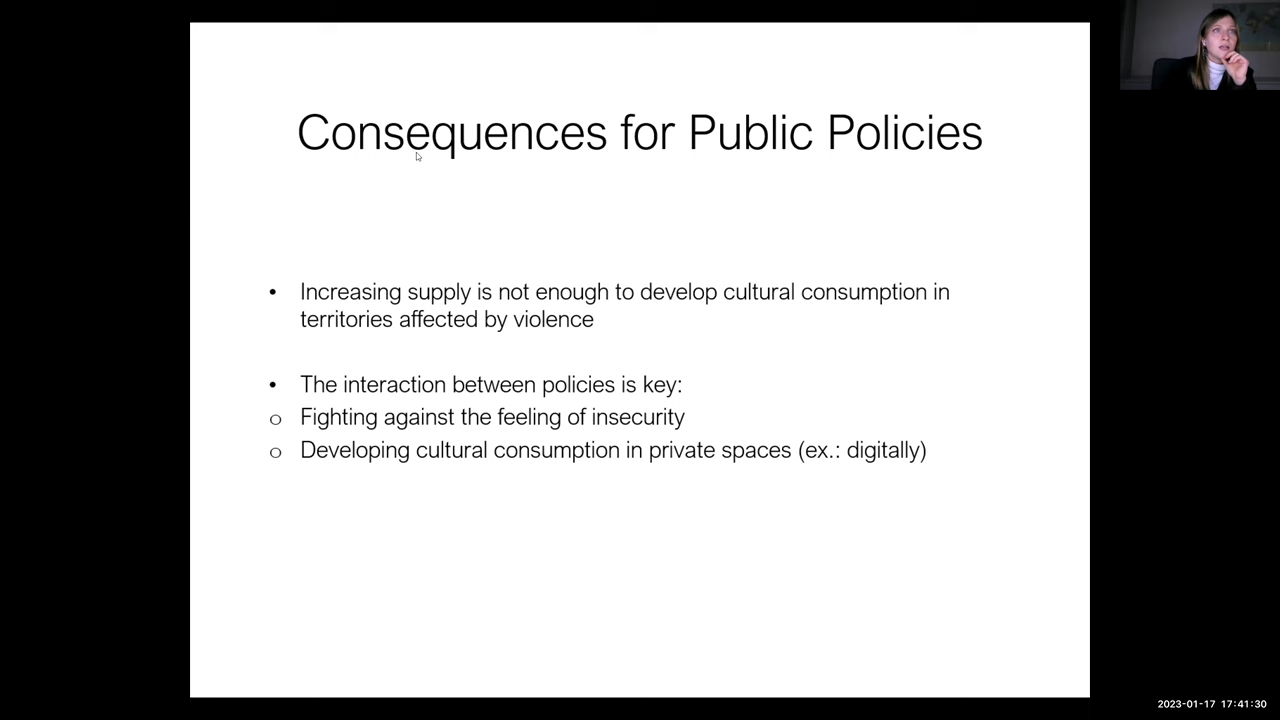 Consequences for Public Policies
• Increasing supply is not enough to develop cultural consumption in
territories affected by violence
• The interaction between policies is key:
o Fighting against the feeling of insecurity
o Developing cultural consumption in private spaces (ex.: digitally)
2023-01-17 17:41:30